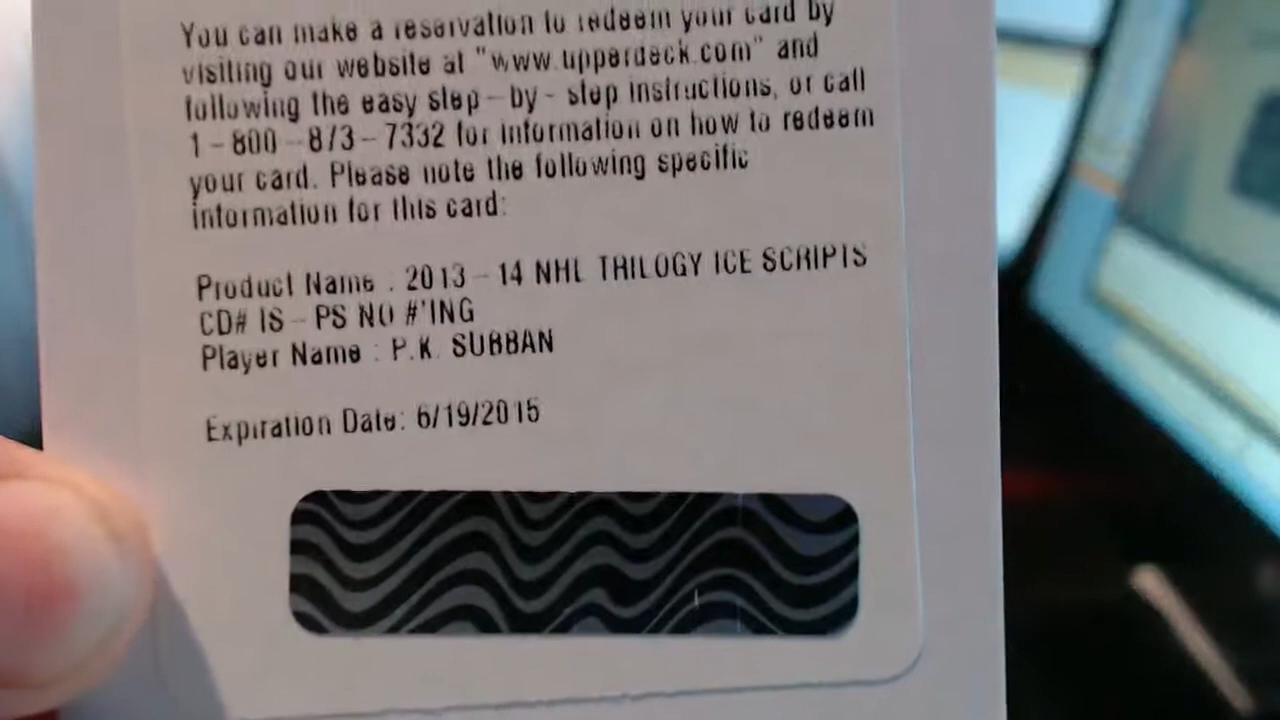 You can make a reservation to redeem your card by
visiting our website at "www.upperdeck.com" and
following the easy step - by - step instructions, or call
1 - 800 - 873 - 7332 for information on how to redeem
your card. Please note the following specific
information for this card:
Product Name : 2013 - 14 NHL TRILOGY ICE SCRIPTS
CD# IS - PS NO #'ING
Player Name : P.K. SUBBAN
Expiration Date: 6/19/2015